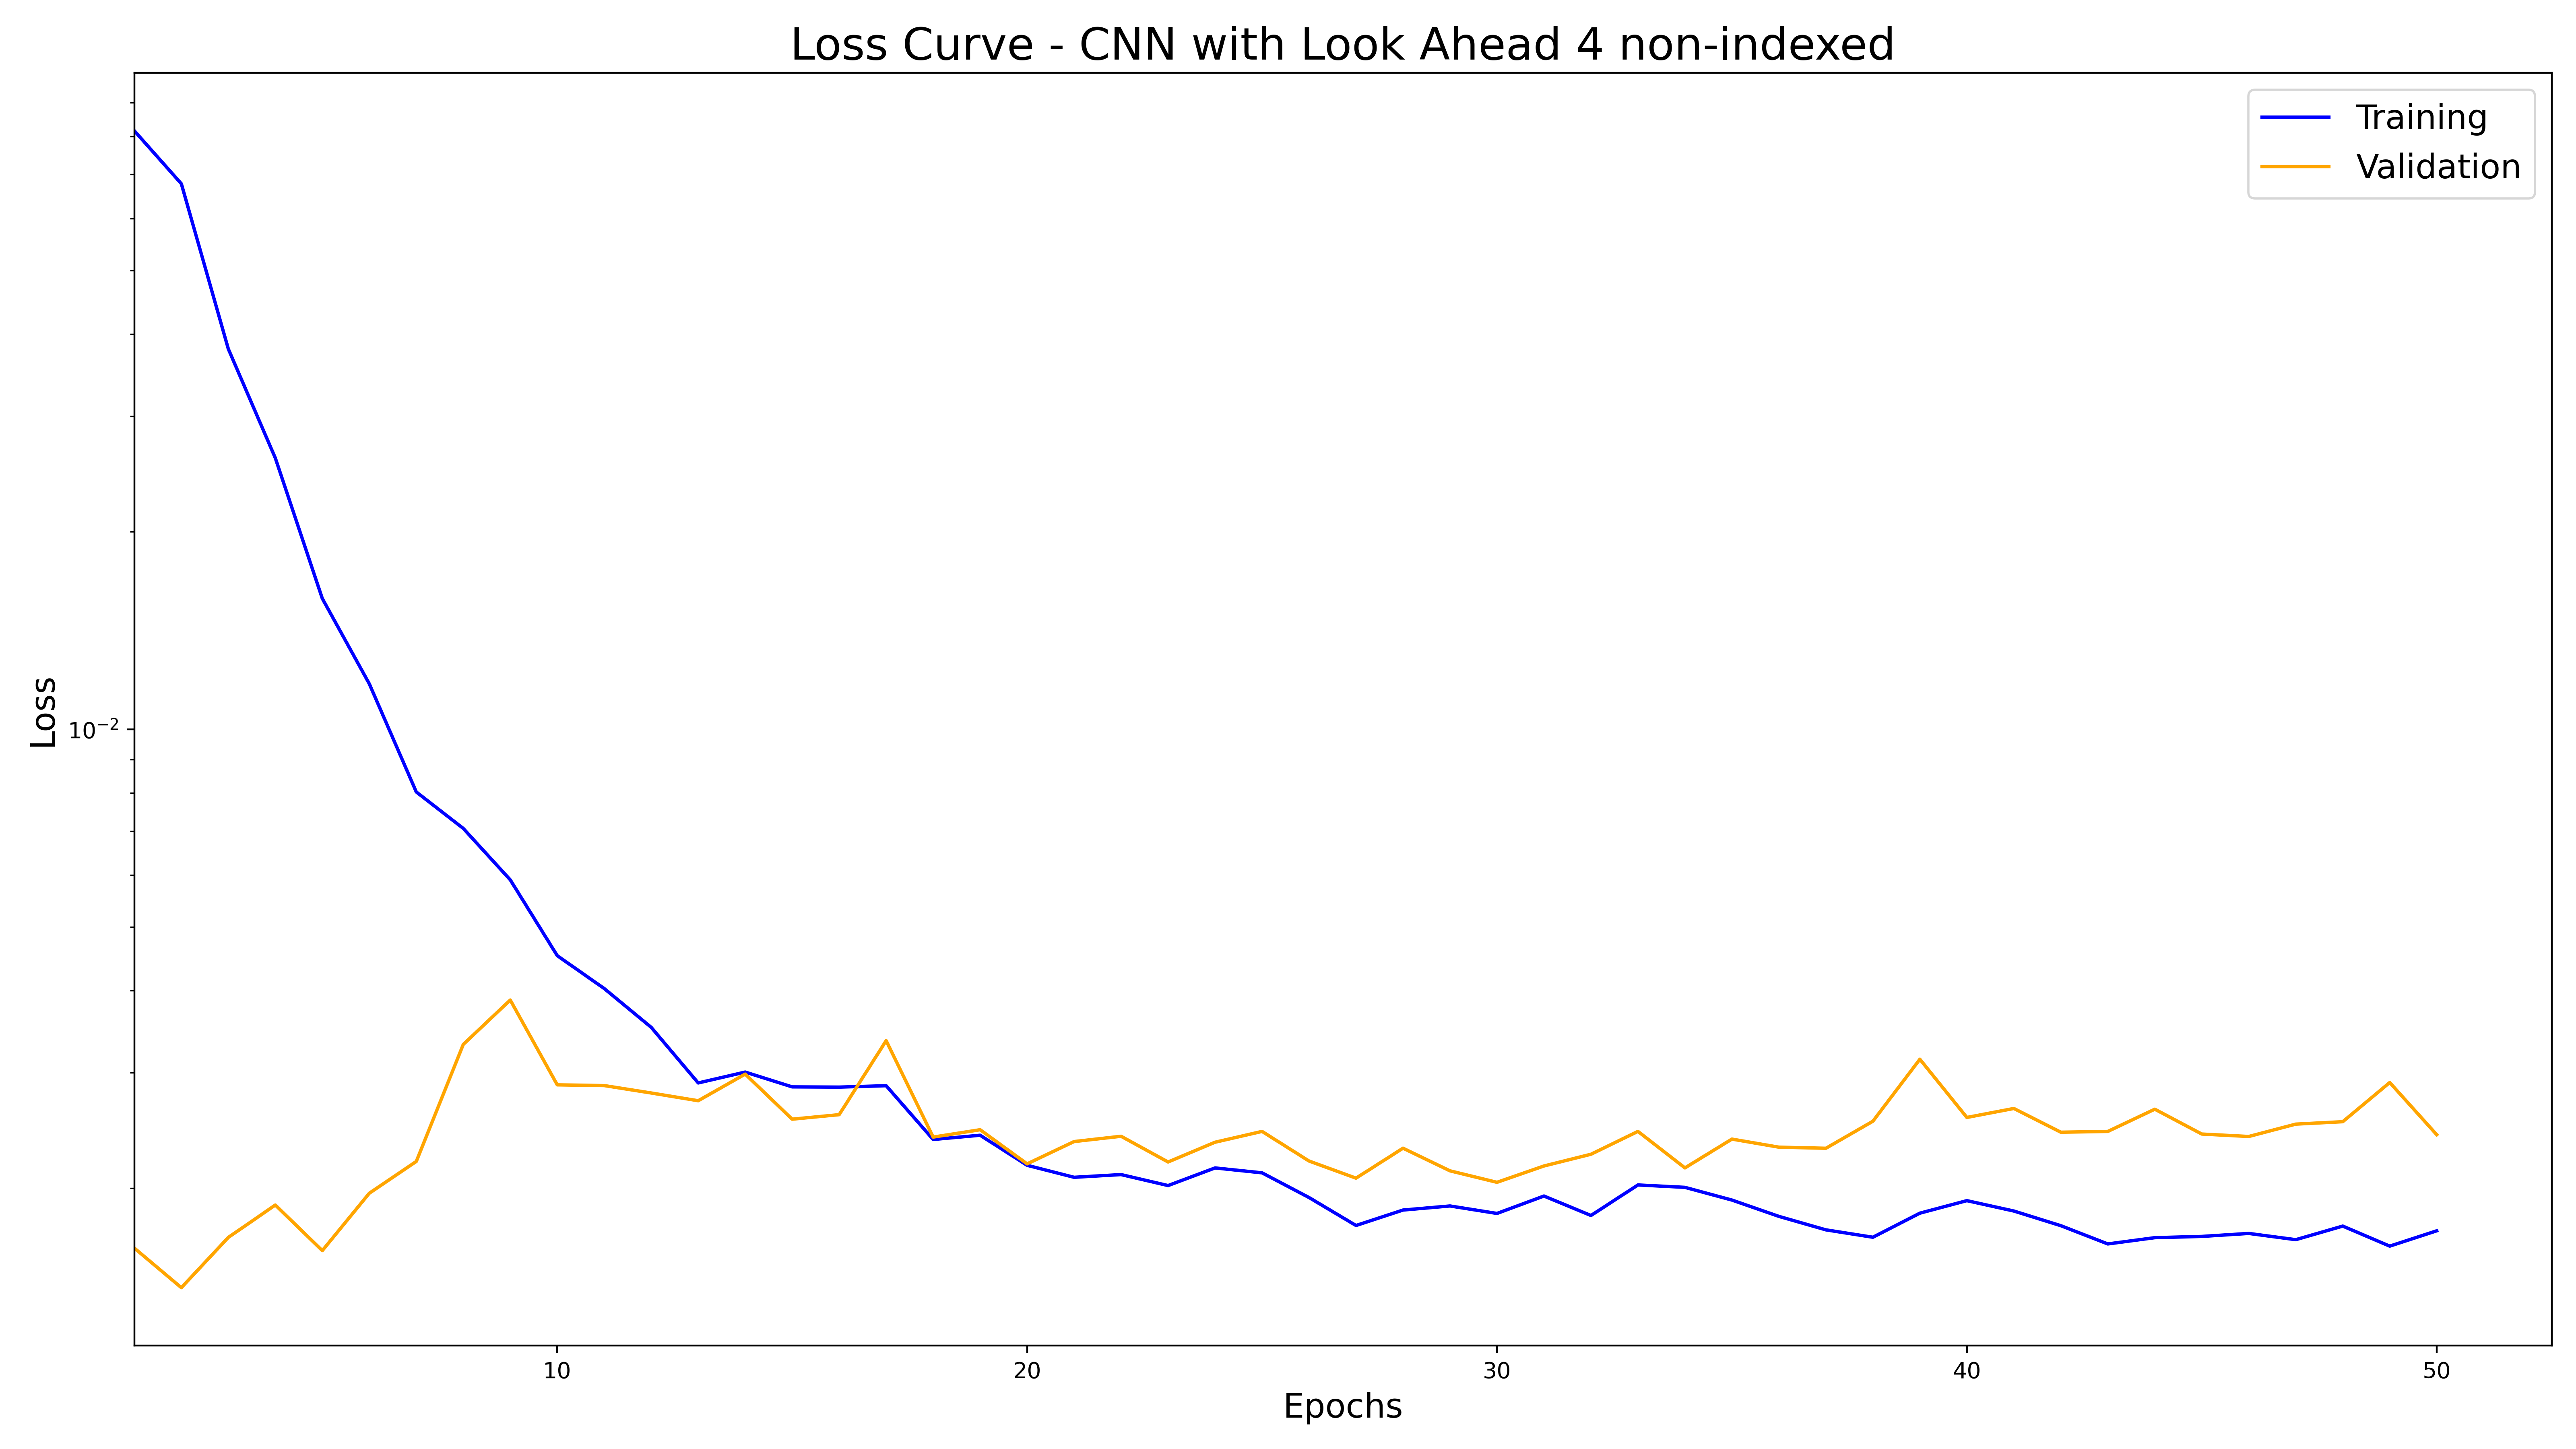 Loss Curve - CNN with Look Ahead 4 non-indexed
Training
Validation
Loss
10⁻²
10 20 30 40 50
Epochs